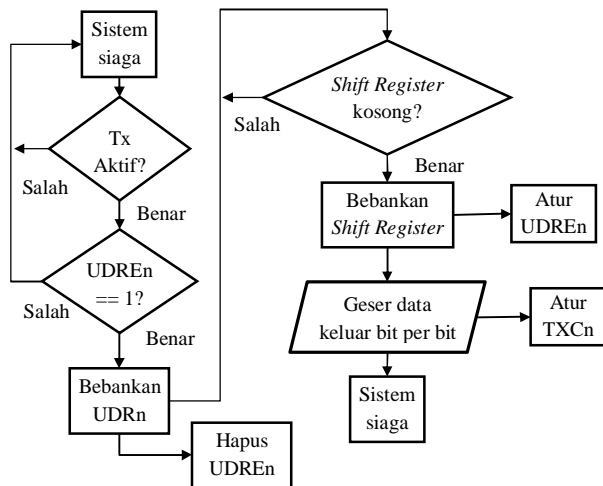 Sistem
siaga
Tx
Aktif?
Salah
Benar
UDREn
== 1?
Salah
Benar
Bebankan
UDRn
Hapus
UDREn
Shift Register
kosong?
Salah
Benar
Bebankan
Shift Register
Atur
UDREn
Geser data
keluar bit per bit
Atur
TXCn
Sistem
siaga